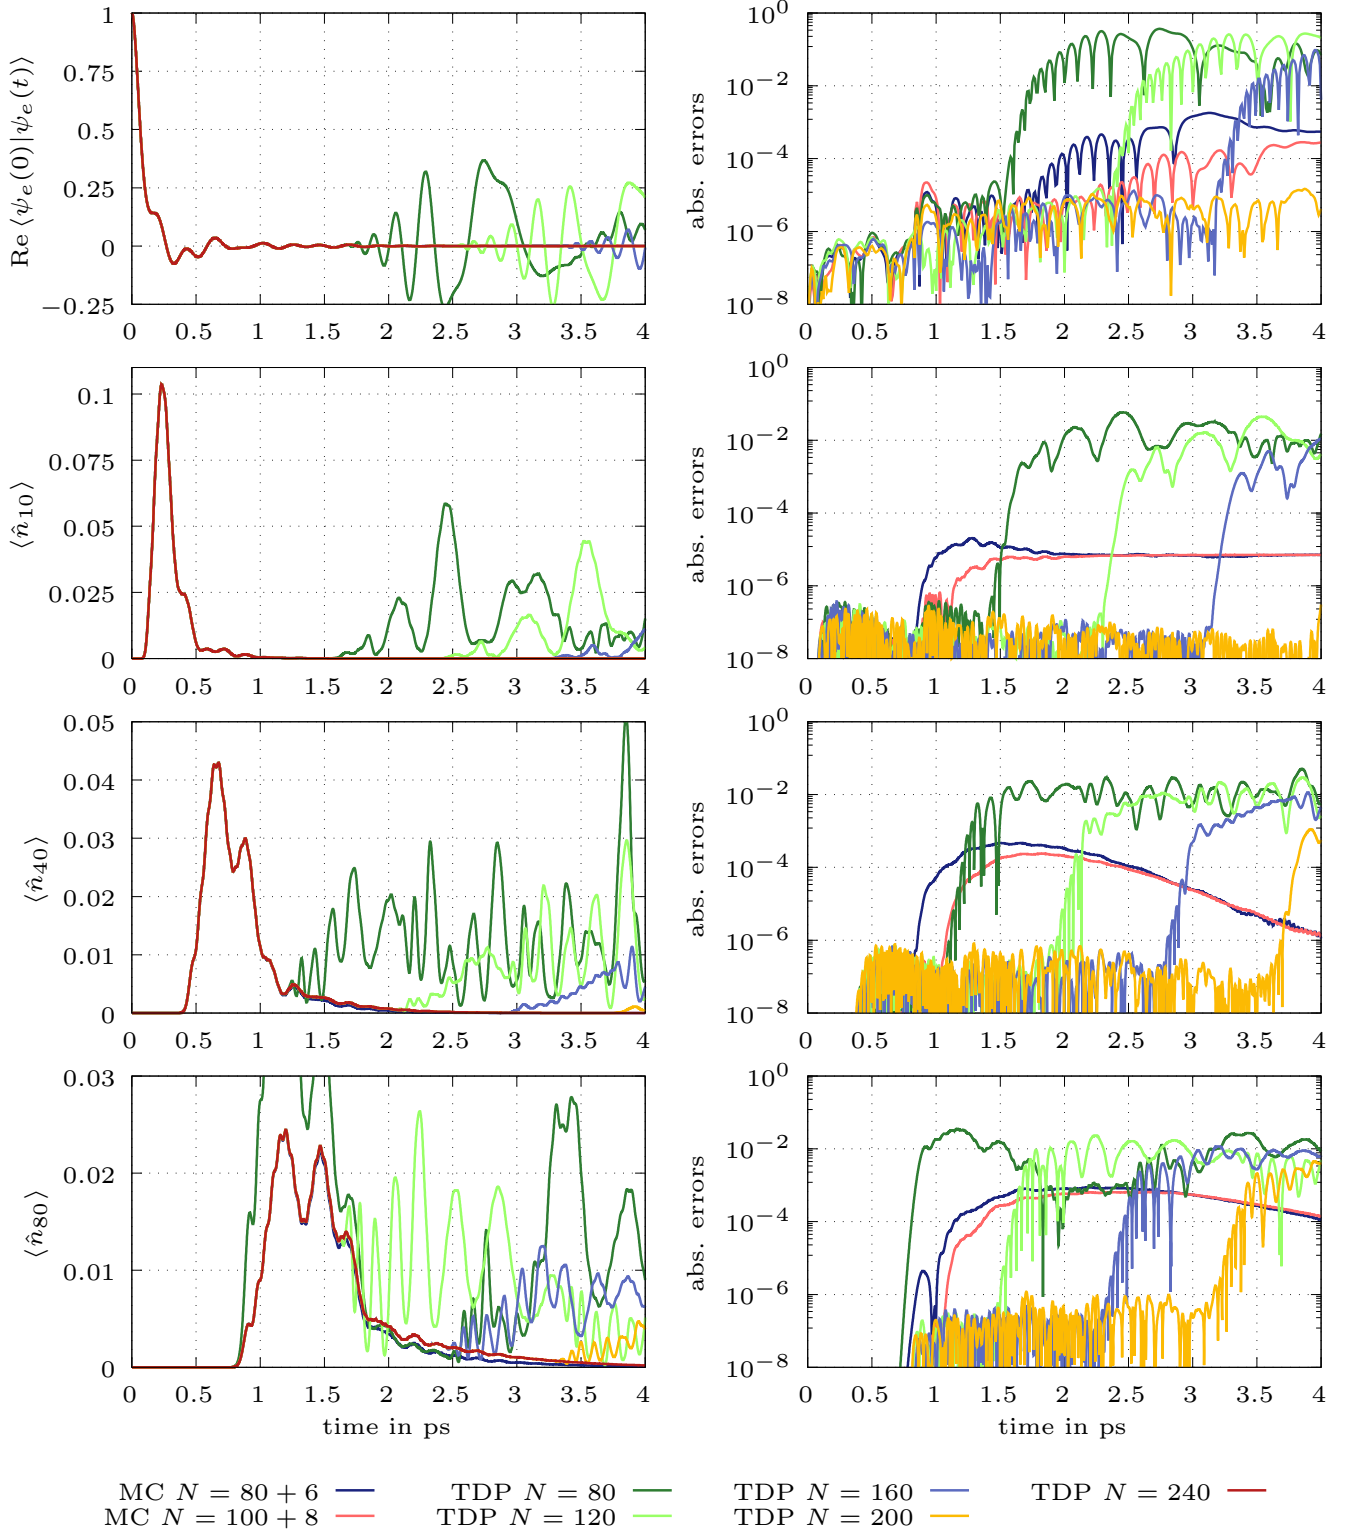 Re ⟨ψ_e(0)|ψ_e(t)⟩
1
0.75
0.5
0.25
0
−0.25
0 0.5 1 1.5 2 2.5 3 3.5 4
abs. errors
10^0
10^−2
10^−4
10^−6
10^−8
0 0.5 1 1.5 2 2.5 3 3.5 4
⟨n̂_10⟩
0.1
0.075
0.05
0.025
0
0 0.5 1 1.5 2 2.5 3 3.5 4
abs. errors
10^0
10^−2
10^−4
10^−6
10^−8
0 0.5 1 1.5 2 2.5 3 3.5 4
⟨n̂_40⟩
0.05
0.04
0.03
0.02
0.01
0
0 0.5 1 1.5 2 2.5 3 3.5 4
abs. errors
10^0
10^−2
10^−4
10^−6
10^−8
0 0.5 1 1.5 2 2.5 3 3.5 4
⟨n̂_80⟩
0.03
0.02
0.01
0
0 0.5 1 1.5 2 2.5 3 3.5 4
time in ps
abs. errors
10^0
10^−2
10^−4
10^−6
10^−8
0 0.5 1 1.5 2 2.5 3 3.5 4
time in ps
MC N = 80 + 6 TDP N = 80 TDP N = 160 TDP N = 240
MC N = 100 + 8 TDP N = 120 TDP N = 200